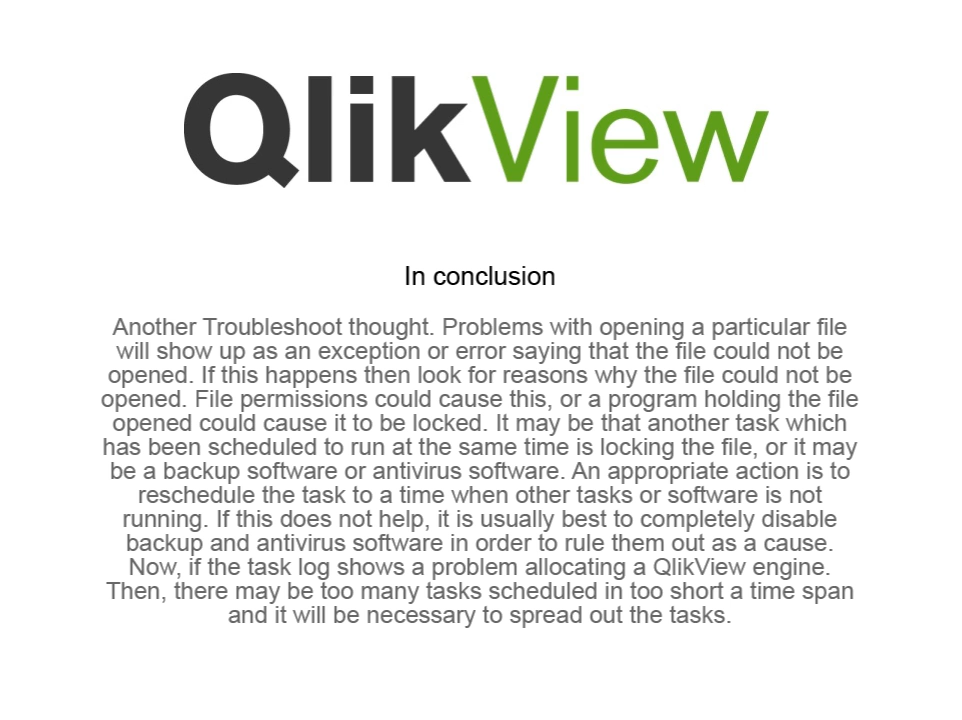 QlikView
In conclusion
Another Troubleshoot thought. Problems with opening a particular file
will show up as an exception or error saying that the file could not be
opened. If this happens then look for reasons why the file could not be
opened. File permissions could cause this, or a program holding the file
opened could cause it to be locked. It may be that another task which
has been scheduled to run at the same time is locking the file, or it may
be a backup software or antivirus software. An appropriate action is to
reschedule the task to a time when other tasks or software is not
running. If this does not help, it is usually best to completely disable
backup and antivirus software in order to rule them out as a cause.
Now, if the task log shows a problem allocating a QlikView engine.
Then, there may be too many tasks scheduled in too short a time span
and it will be necessary to spread out the tasks.